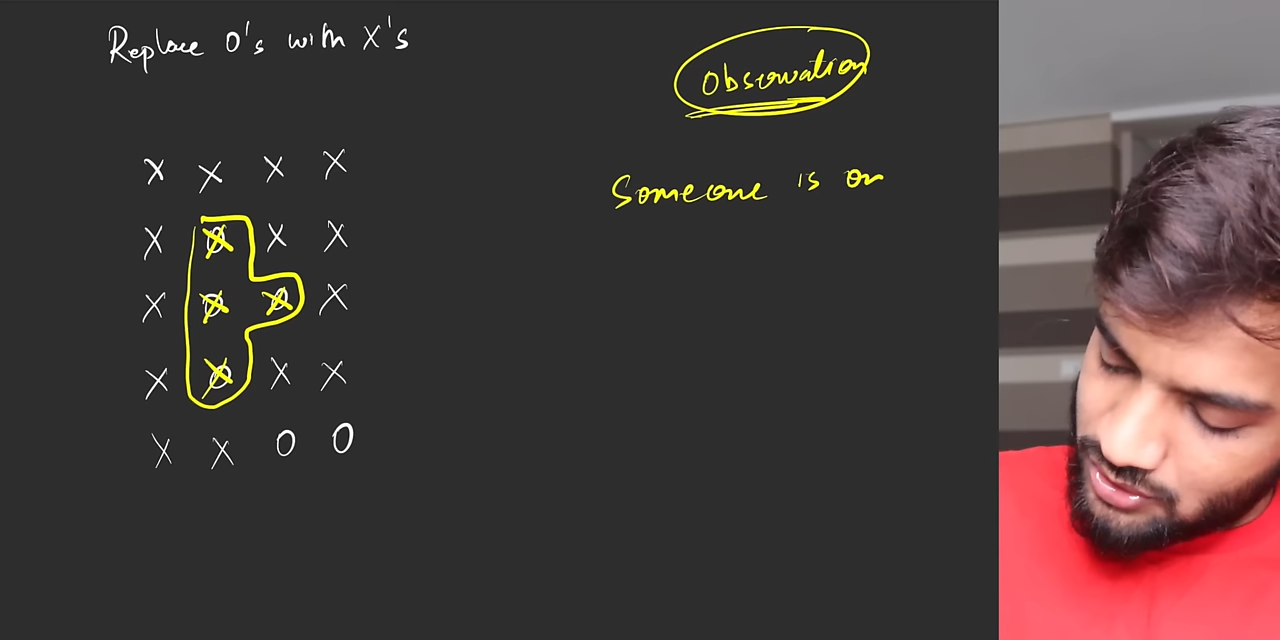 Replace O's with X's
Observation
Someone is on
X X X X
X O X X
X O O X
X O X X
X X O O